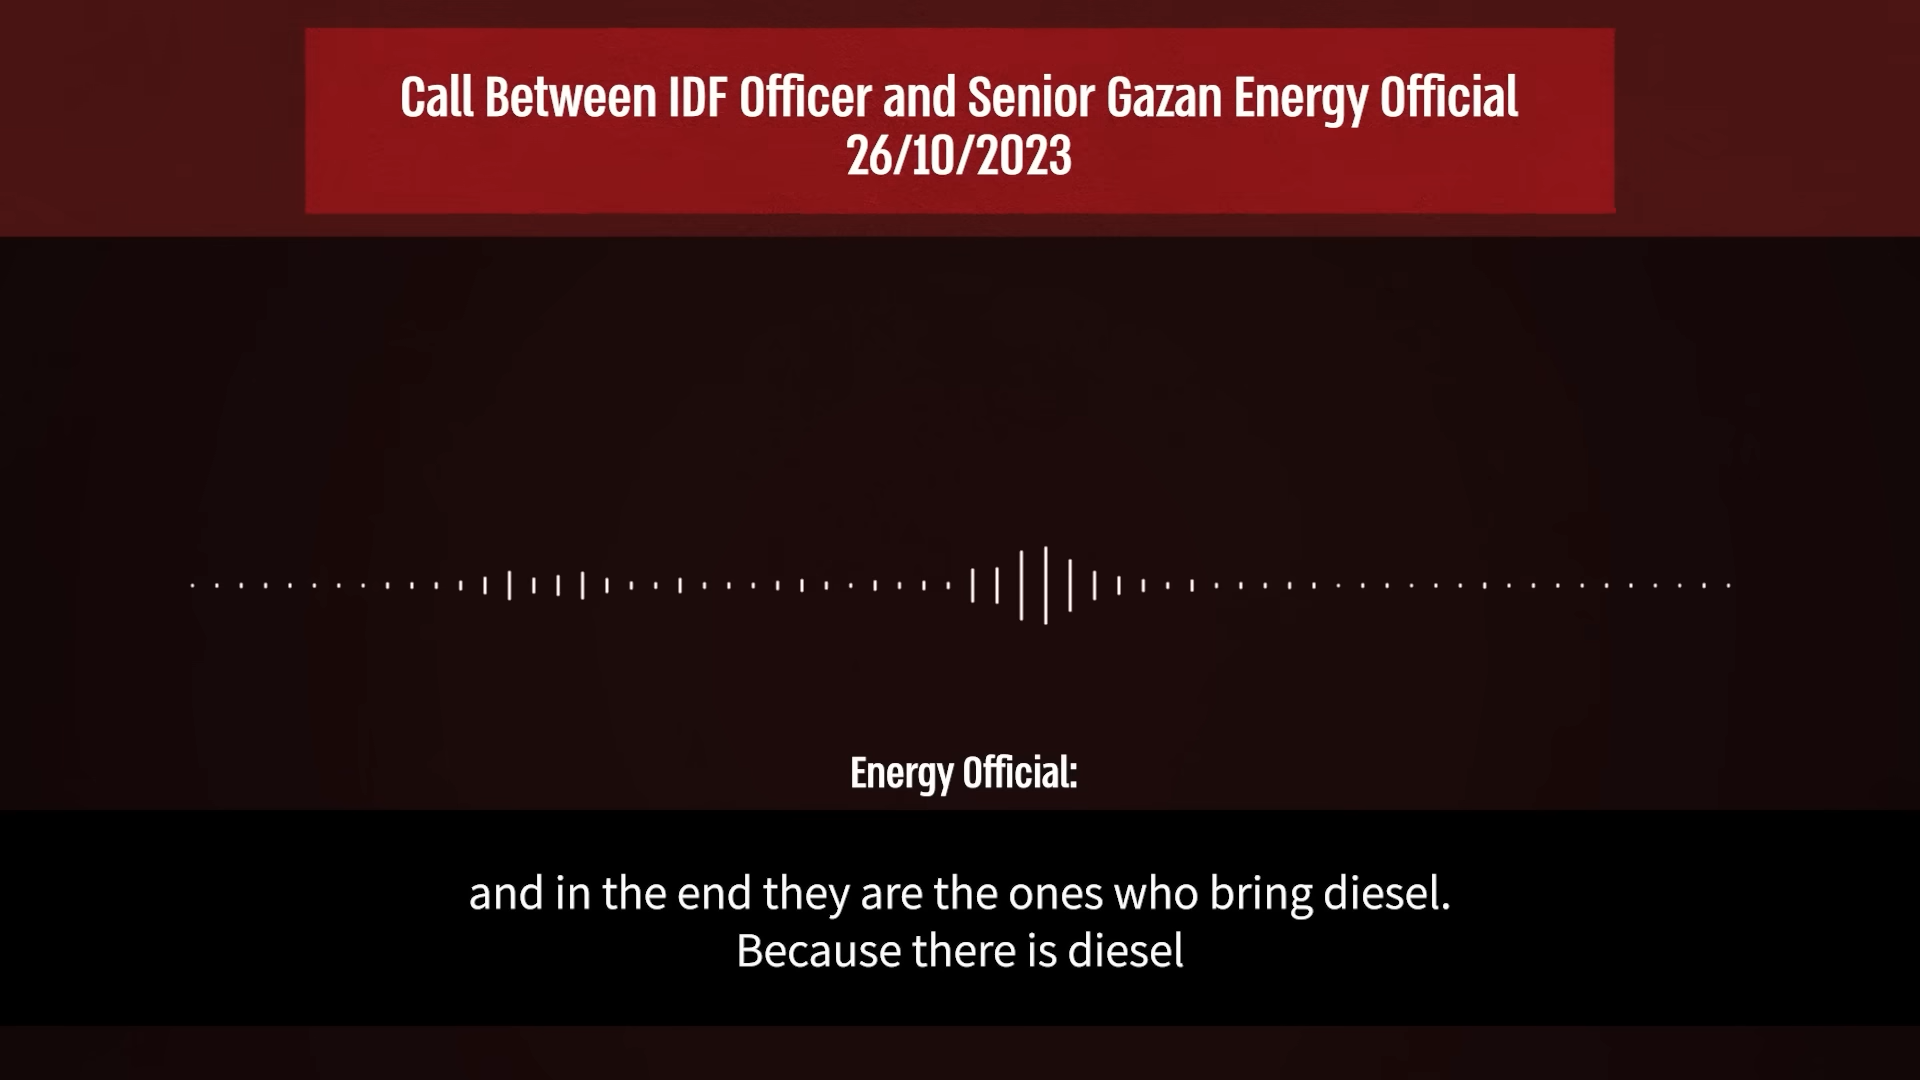 Call Between IDF Officer and Senior Gazan Energy Official
26/10/2023
Energy Official:
and in the end they are the ones who bring diesel.
Because there is diesel